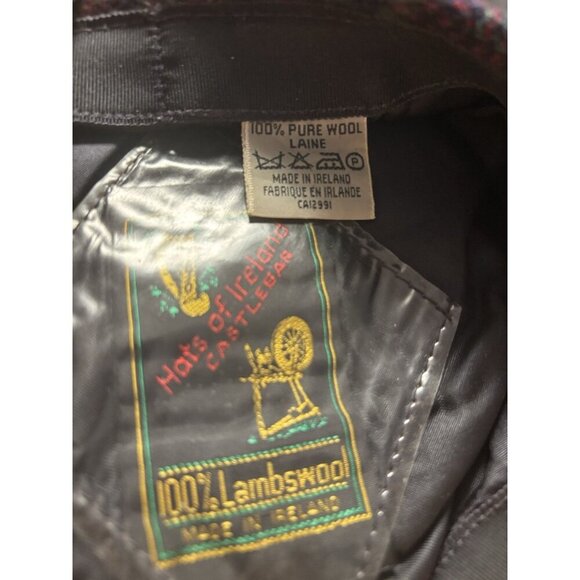 100% PURE WOOL
LAINE
P
MADE IN IRELAND
FABRIQUE EN IRLANDE
CA12991
Hats of Ireland
CASTLEBAR
100% Lambswool
MADE IN IRELAND